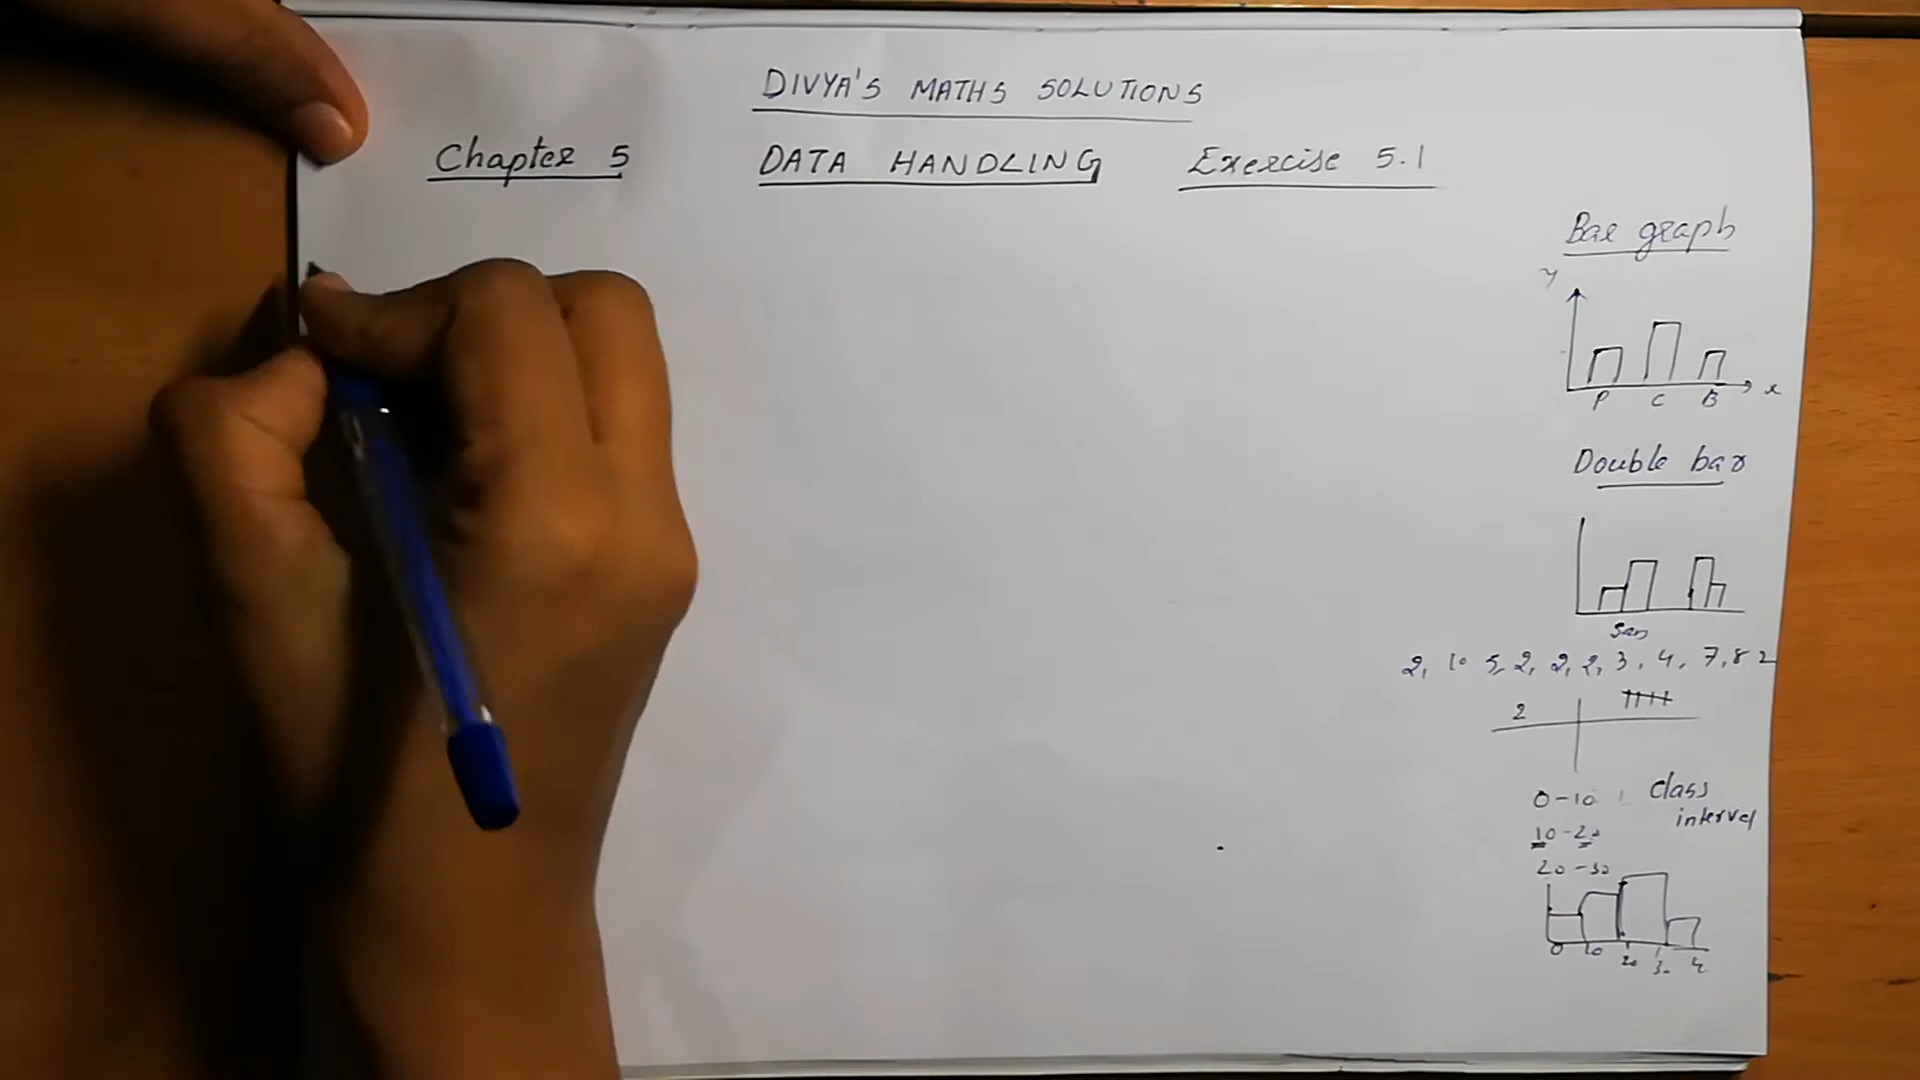 DIVYA'S MATHS SOLUTIONS
Chapter 5 DATA HANDLING Exercise 5.1
Bar graph
y
x
P C B
Double bar
San
2, 10 5, 2, 2, 2, 3, 4, 7, 8 2
2
0-10 class
interval
10-20
20-30
0 10 20 30